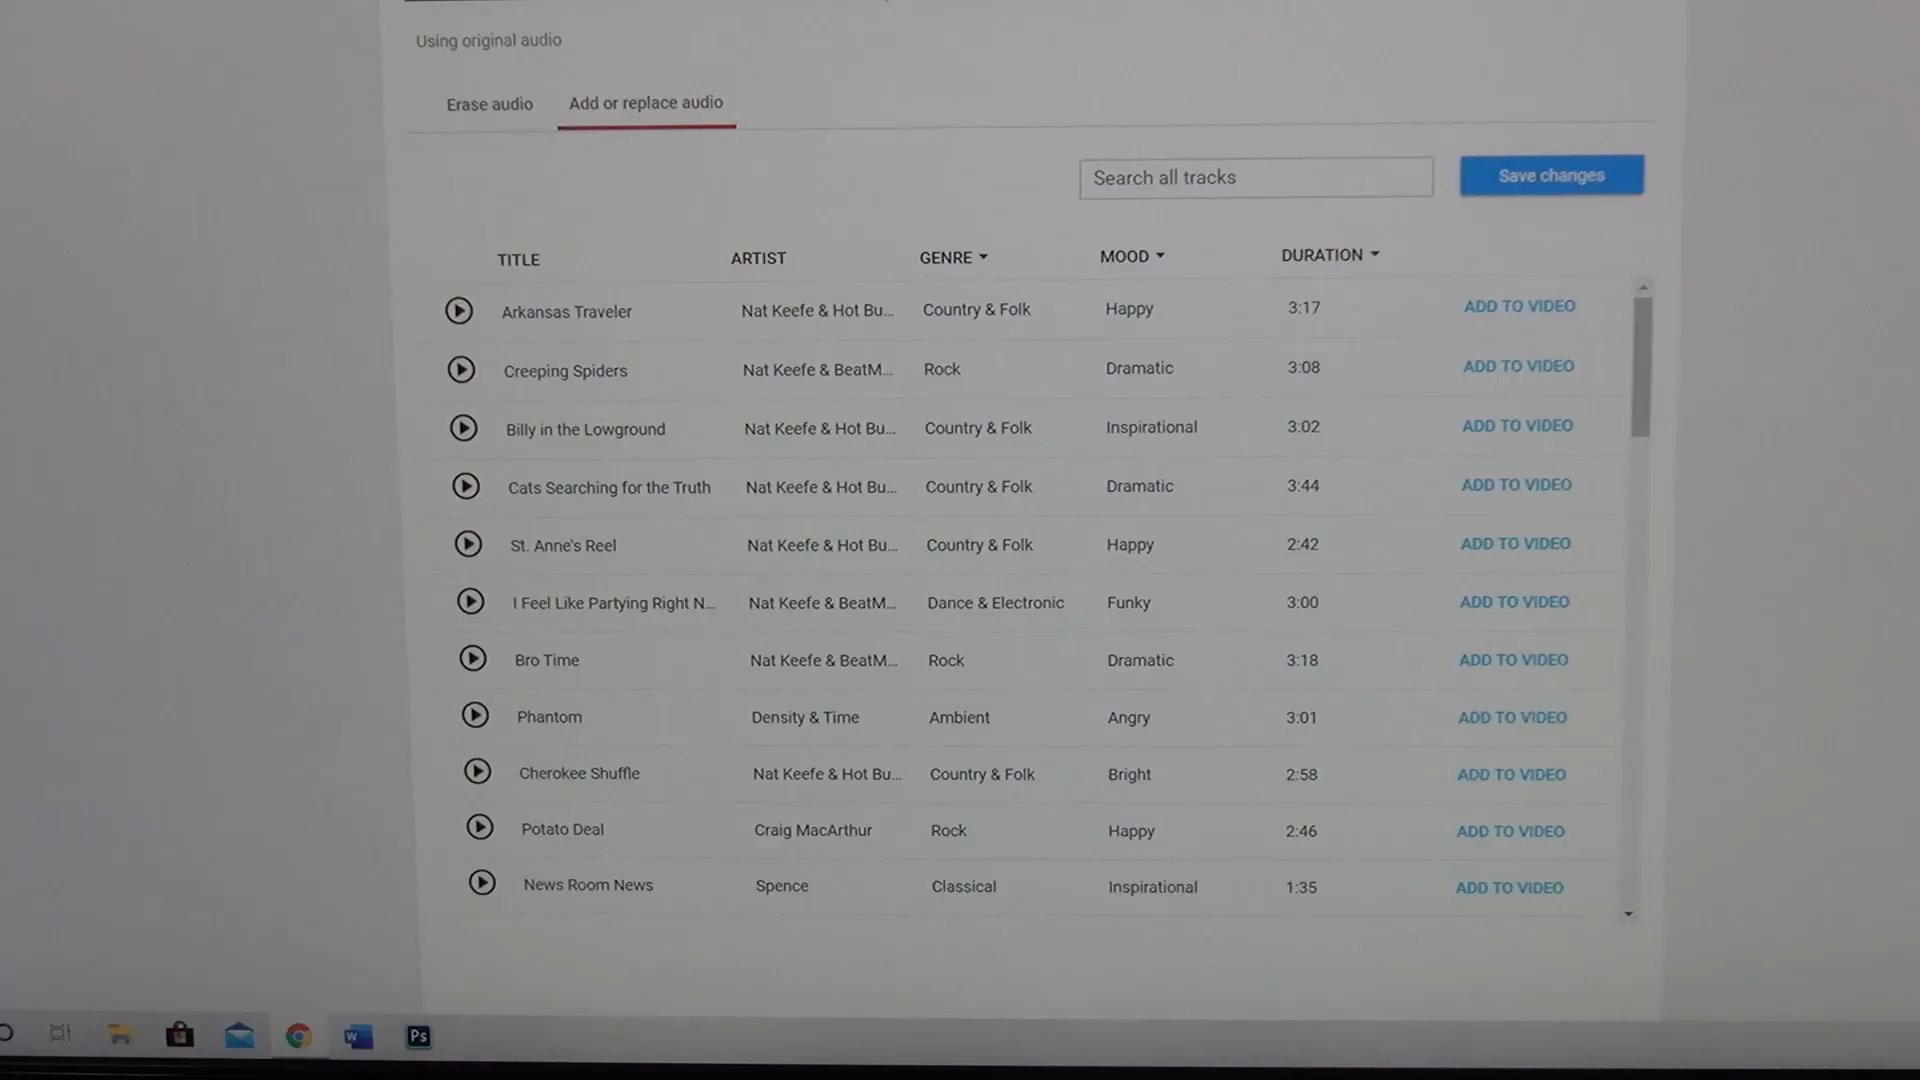 Using original audio
Erase audio Add or replace audio
Search all tracks Save changes
TITLE ARTIST GENRE MOOD DURATION
Arkansas Traveler Nat Keefe & Hot Bu... Country & Folk Happy 3:17 ADD TO VIDEO
Creeping Spiders Nat Keefe & BeatM... Rock Dramatic 3:08 ADD TO VIDEO
Billy in the Lowground Nat Keefe & Hot Bu... Country & Folk Inspirational 3:02 ADD TO VIDEO
Cats Searching for the Truth Nat Keefe & Hot Bu... Country & Folk Dramatic 3:44 ADD TO VIDEO
St. Anne's Reel Nat Keefe & Hot Bu... Country & Folk Happy 2:42 ADD TO VIDEO
I Feel Like Partying Right N... Nat Keefe & BeatM... Dance & Electronic Funky 3:00 ADD TO VIDEO
Bro Time Nat Keefe & BeatM... Rock Dramatic 3:18 ADD TO VIDEO
Phantom Density & Time Ambient Angry 3:01 ADD TO VIDEO
Cherokee Shuffle Nat Keefe & Hot Bu... Country & Folk Bright 2:58 ADD TO VIDEO
Potato Deal Craig MacArthur Rock Happy 2:46 ADD TO VIDEO
News Room News Spence Classical Inspirational 1:35 ADD TO VIDEO
W Ps